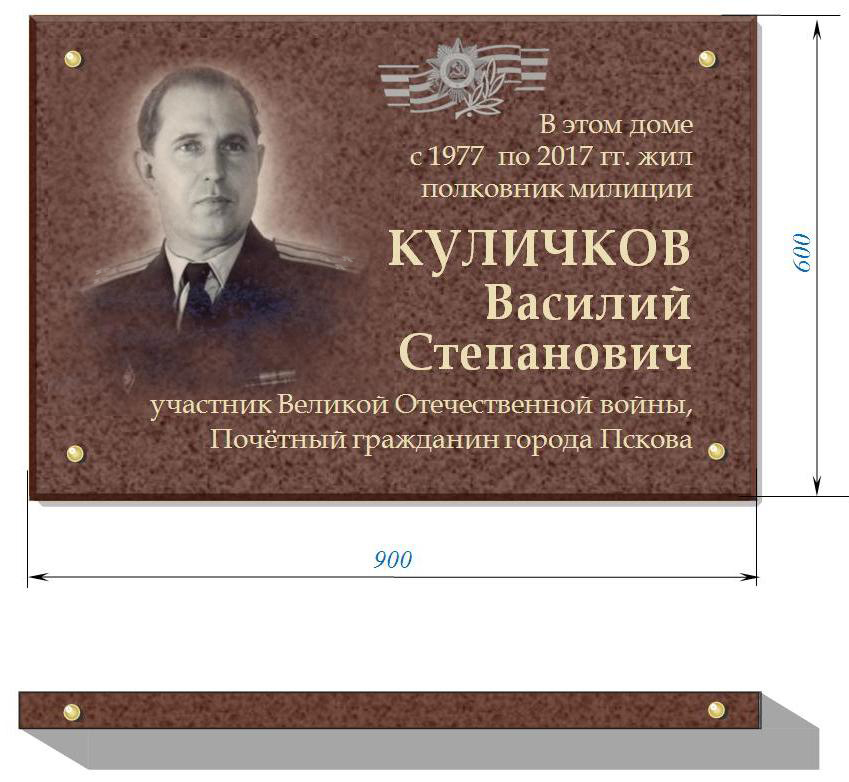 В этом доме
с 1977 по 2017 гг. жил
полковник милиции
КУЛИЧКОВ
Василий
Степанович
участник Великой Отечественной войны,
Почётный гражданин города Пскова
600
900